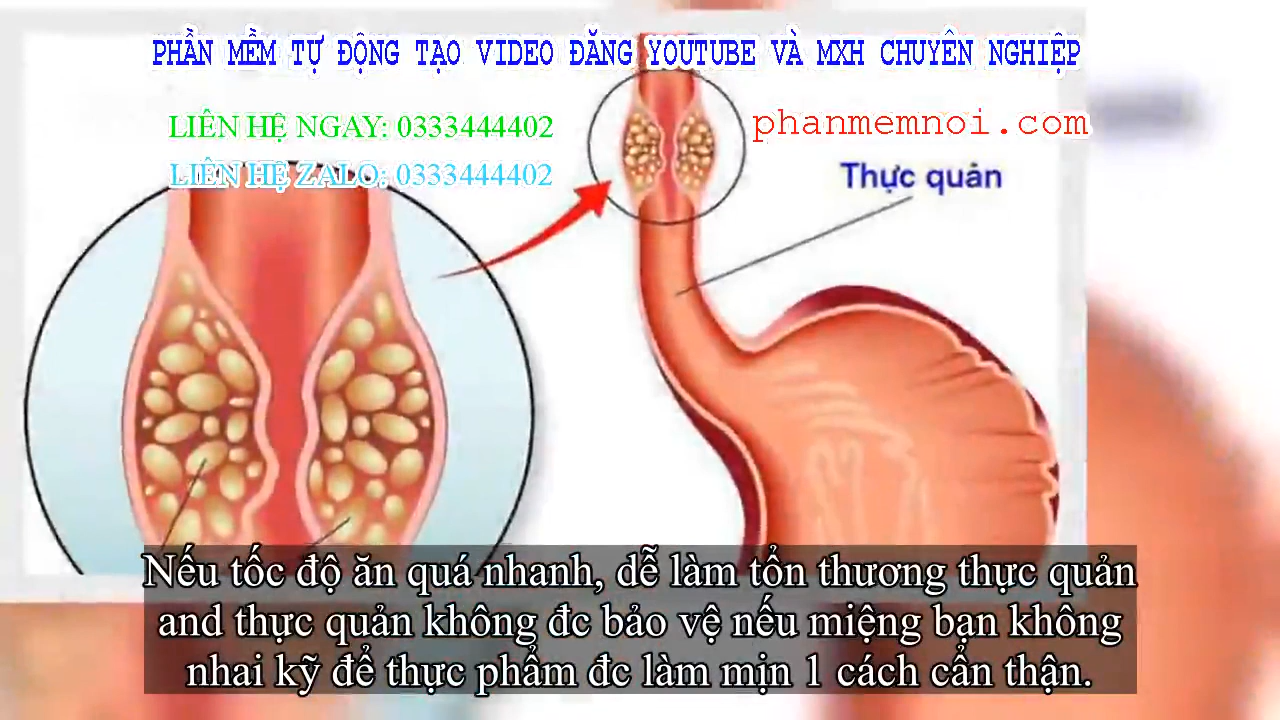 PHẦN MỀM TỰ ĐỘNG TẠO VIDEO ĐĂNG YOUTUBE VÀ MXH CHUYÊN NGHIỆP
LIÊN HỆ NGAY: 0333444402
phanmemnoi.com
LIÊN HỆ ZALO: 0333444402
Thực quản
Nếu tốc độ ăn quá nhanh, dễ làm tổn thương thực quản
and thực quản không đc bảo vệ nếu miệng bạn không
nhai kỹ để thực phẩm đc làm mịn 1 cách cẩn thận.